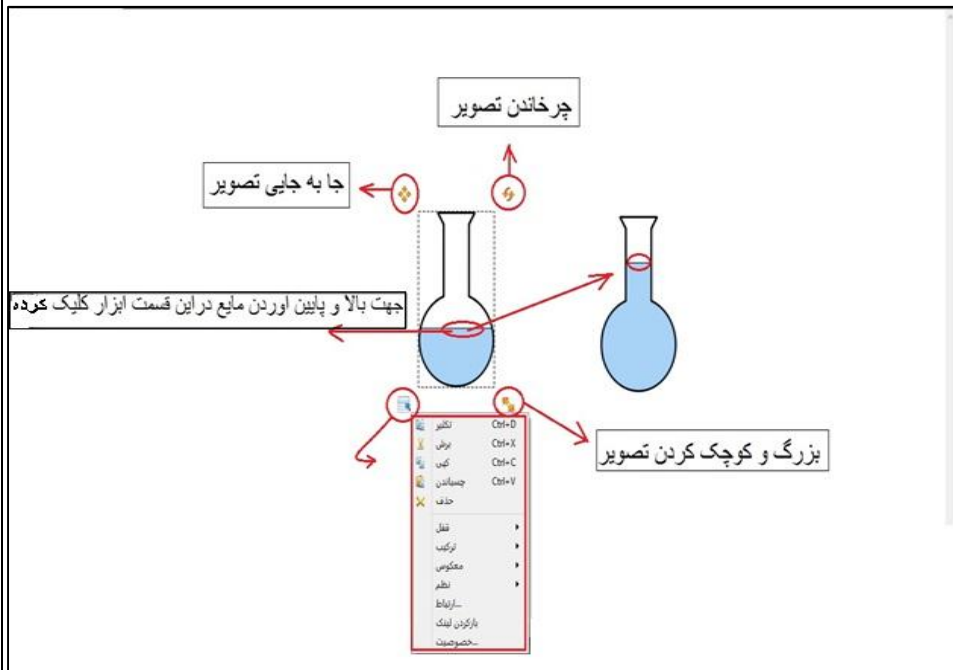 چرخاندن تصویر
جا به جایی تصویر
جهت بالا و پایین اوردن مایع دراین قسمت ابزار کلیک کرده
بزرگ و کوچک کردن تصویر
تکثیر Ctrl+D
برش Ctrl+X
کپی Ctrl+C
چسباندن Ctrl+V
حذف
قفل
ترکیب
معکوس
نظم
ارتباط...
بازکردن لینک
خصوصیت...